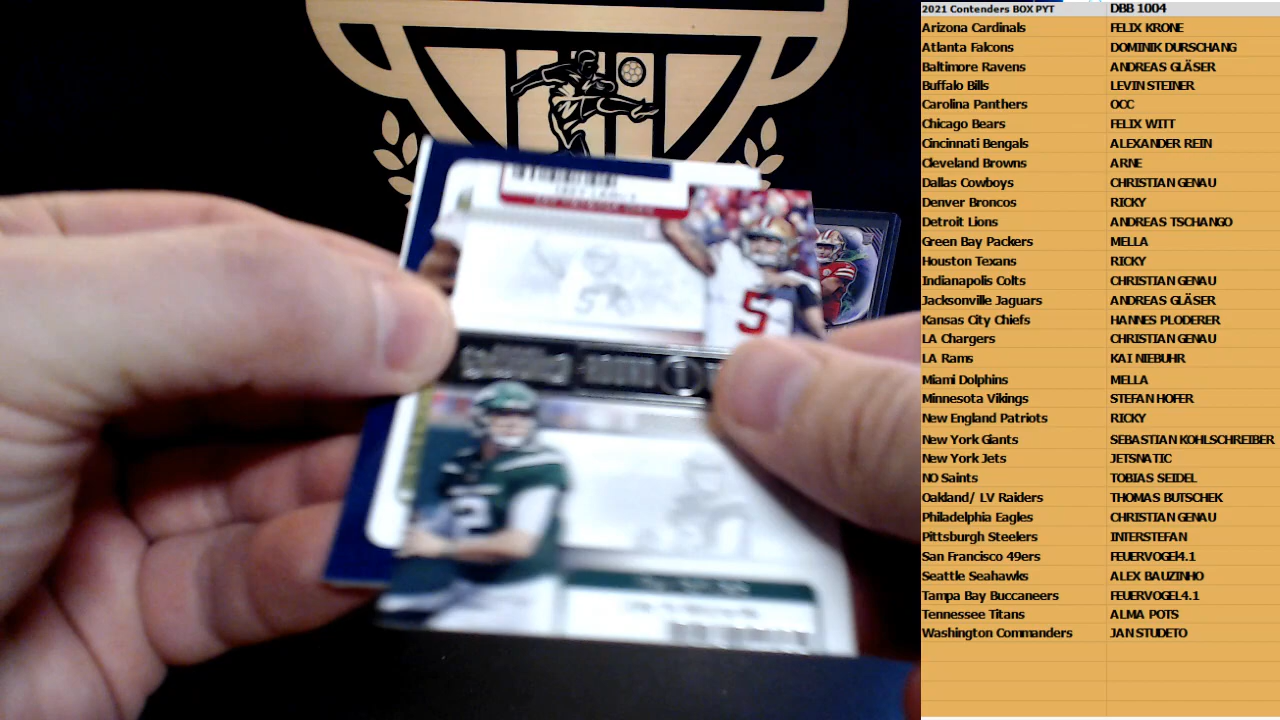 2021 Contenders BOX PYT DBB 1004
Arizona Cardinals FELIX KRONE
Atlanta Falcons DOMINIK DURSCHANG
Baltimore Ravens ANDREAS GLÄSER
Buffalo Bills LEVIN STEINER
Carolina Panthers OCC
Chicago Bears FELIX WITT
Cincinnati Bengals ALEXANDER REIN
Cleveland Browns ARNE
Dallas Cowboys CHRISTIAN GENAU
Denver Broncos RICKY
Detroit Lions ANDREAS TSCHANGO
Green Bay Packers MELLA
Houston Texans RICKY
Indianapolis Colts CHRISTIAN GENAU
Jacksonville Jaguars ANDREAS GLÄSER
Kansas City Chiefs HANNES PLODERER
LA Chargers CHRISTIAN GENAU
LA Rams KAI NIEBUHR
Miami Dolphins MELLA
Minnesota Vikings STEFAN HOFER
New England Patriots RICKY
New York Giants SEBASTIAN KOHLSCHREIBER
New York Jets JETSNATIC
NO Saints TOBIAS SEIDEL
Oakland/ LV Raiders THOMAS BUTSCHEK
Philadelphia Eagles CHRISTIAN GENAU
Pittsburgh Steelers INTERSTEFAN
San Francisco 49ers FEUERVOGEl4.1
Seattle Seahawks ALEX BAUZINHO
Tampa Bay Buccaneers FEUERVOGEL4.1
Tennessee Titans ALMA POTS
Washington Commanders JAN STUDETO
5
2